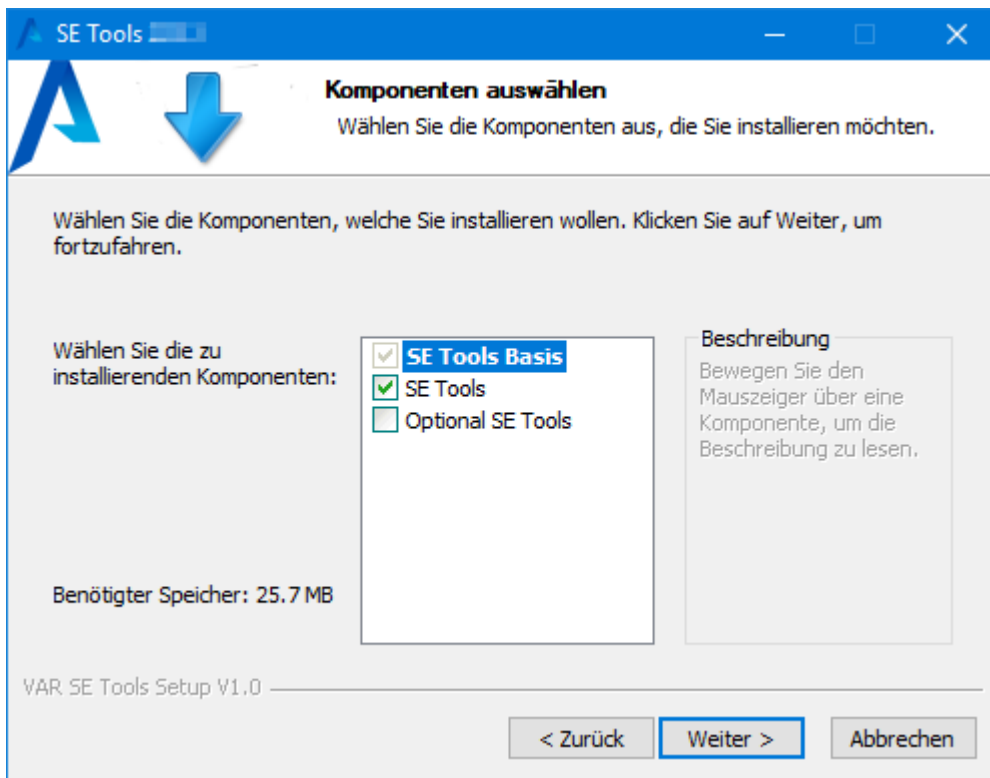 SE Tools
Komponenten auswählen
Wählen Sie die Komponenten aus, die Sie installieren möchten.
Wählen Sie die Komponenten, welche Sie installieren wollen. Klicken Sie auf Weiter, um
fortzufahren.
Wählen Sie die zu
installierenden Komponenten:
SE Tools Basis
SE Tools
Optional SE Tools
Beschreibung
Bewegen Sie den
Mauszeiger über eine
Komponente, um die
Beschreibung zu lesen.
Benötigter Speicher: 25.7 MB
VAR SE Tools Setup V1.0
< Zurück
Weiter >
Abbrechen